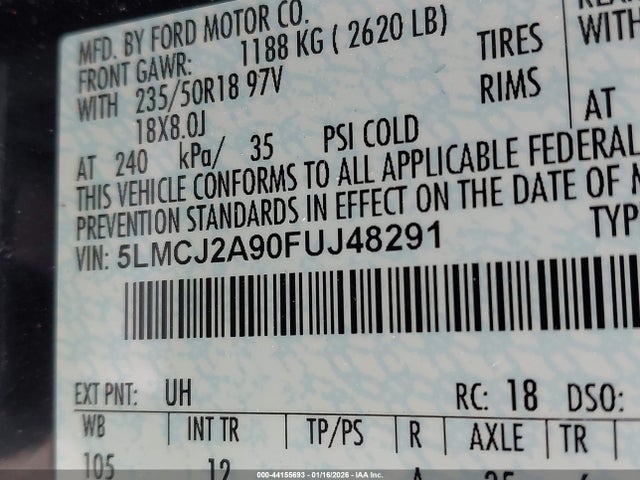 MFD. BY FORD MOTOR CO.
FRONT GAWR: 1188 KG ( 2620 LB)
WITH 235/50R18 97V TIRES WITH
18X8.0J RIMS
AT 240 kPa/ 35 PSI COLD AT
THIS VEHICLE CONFORMS TO ALL APPLICABLE FEDERAL
PREVENTION STANDARDS IN EFFECT ON THE DATE OF
VIN: 5LMCJ2A90FUJ48291 TYP
EXT PNT: UH RC: 18 DSO:
WB INT TR TP/PS R AXLE TR
105 12
000-44155693 - 01/16/2026 - IAAI, Inc.